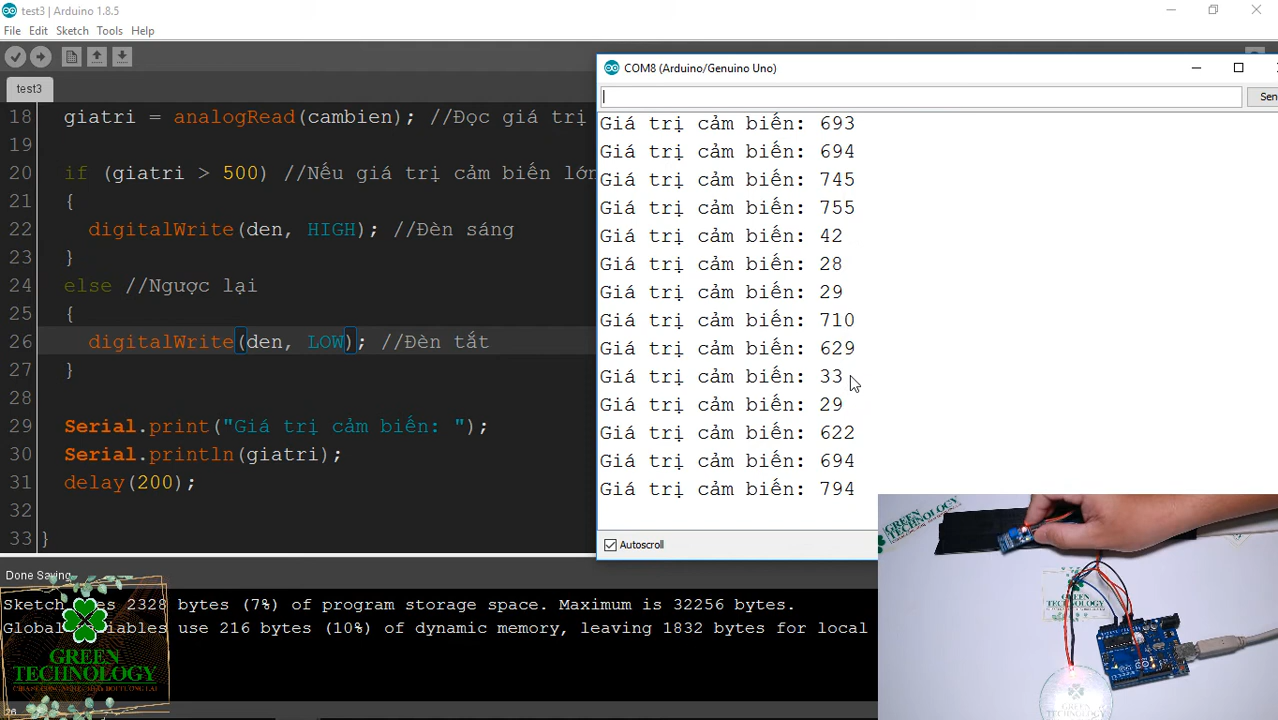 test3 | Arduino 1.8.5
File Edit Sketch Tools Help
test3
18 giatri = analogRead(cambien); //Đọc giá trị
19
20 if (giatri > 500) //Nếu giá trị cảm biến lớn
21 {
22 digitalWrite(den, HIGH); //Đèn sáng
23 }
24 else //Ngược lại
25 {
26 digitalWrite(den, LOW); //Đèn tắt
27 }
28
29 Serial.print("Giá trị cảm biến: ");
30 Serial.println(giatri);
31 delay(200);
32
33 }
COM8 (Arduino/Genuino Uno)
Sen
Giá trị cảm biến: 693
Giá trị cảm biến: 694
Giá trị cảm biến: 745
Giá trị cảm biến: 755
Giá trị cảm biến: 42
Giá trị cảm biến: 28
Giá trị cảm biến: 29
Giá trị cảm biến: 710
Giá trị cảm biến: 629
Giá trị cảm biến: 33
Giá trị cảm biến: 29
Giá trị cảm biến: 622
Giá trị cảm biến: 694
Giá trị cảm biến: 794
Autoscroll
Done Saving
Sketch 2328 bytes (7%) of program storage space. Maximum is 32256 bytes.
Global use 216 bytes (10%) of dynamic memory, leaving 1832 bytes for local
GREEN
TECHNOLOGY
26
GREEN
TECHNOLOGY